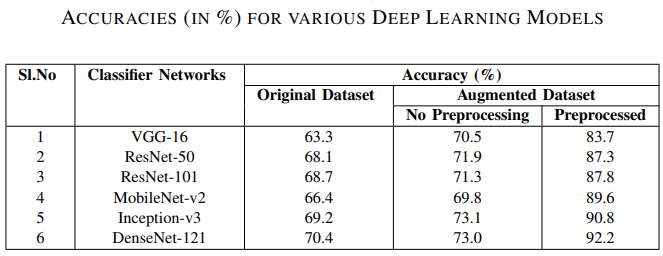 ACCURACIES (IN %) FOR VARIOUS DEEP LEARNING MODELS
Sl.No Classifier Networks Accuracy (%)
Original Dataset Augmented Dataset
No Preprocessing Preprocessed
1 VGG-16 63.3 70.5 83.7
2 ResNet-50 68.1 71.9 87.3
3 ResNet-101 68.7 71.3 87.8
4 MobileNet-v2 66.4 69.8 89.6
5 Inception-v3 69.2 73.1 90.8
6 DenseNet-121 70.4 73.0 92.2